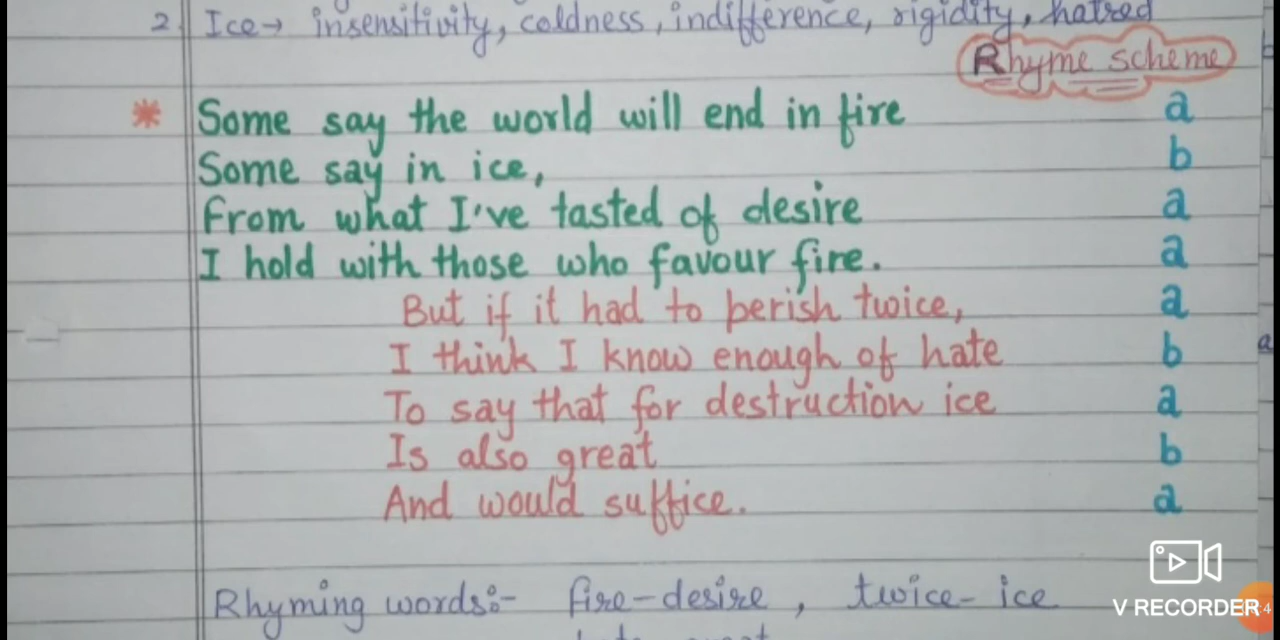 2. Ice→ insensitivity, coldness, indifference, rigidity, hatred
Rhyme scheme
* Some say the world will end in fire a
Some say in ice, b
From what I've tasted of desire a
I hold with those who favour fire. a
But if it had to perish twice, a
I think I know enough of hate b
To say that for destruction ice a
Is also great b
And would suffice. a
Rhyming words:- fire-desire, twice-ice
V RECORDER